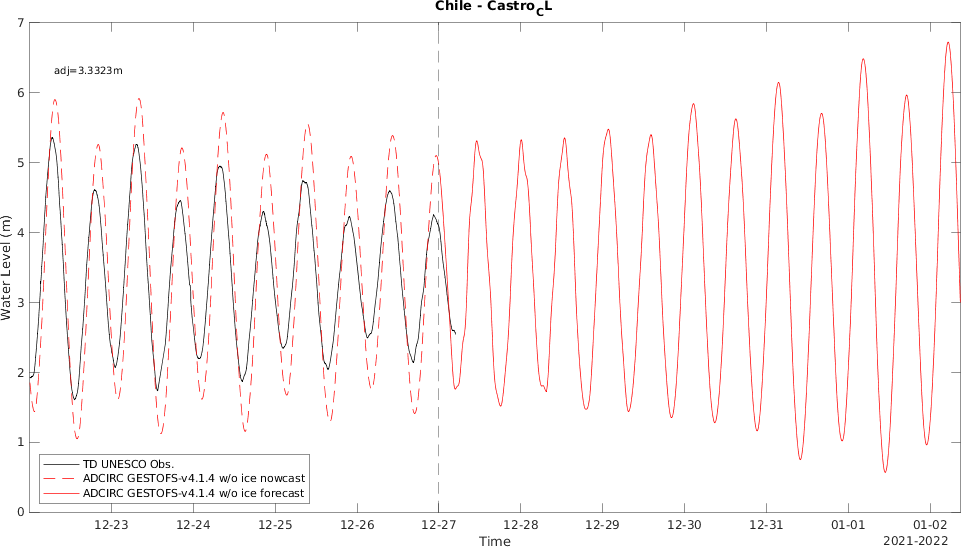 Chile - CastroCL
adj=3.3323m
7
6
5
4
3
2
1
0
Water Level (m)
TD UNESCO Obs.
ADCIRC GESTOFS-v4.1.4 w/o ice nowcast
ADCIRC GESTOFS-v4.1.4 w/o ice forecast
12-23 12-24 12-25 12-26 12-27 12-28 12-29 12-30 12-31 01-01 01-02
Time
2021-2022